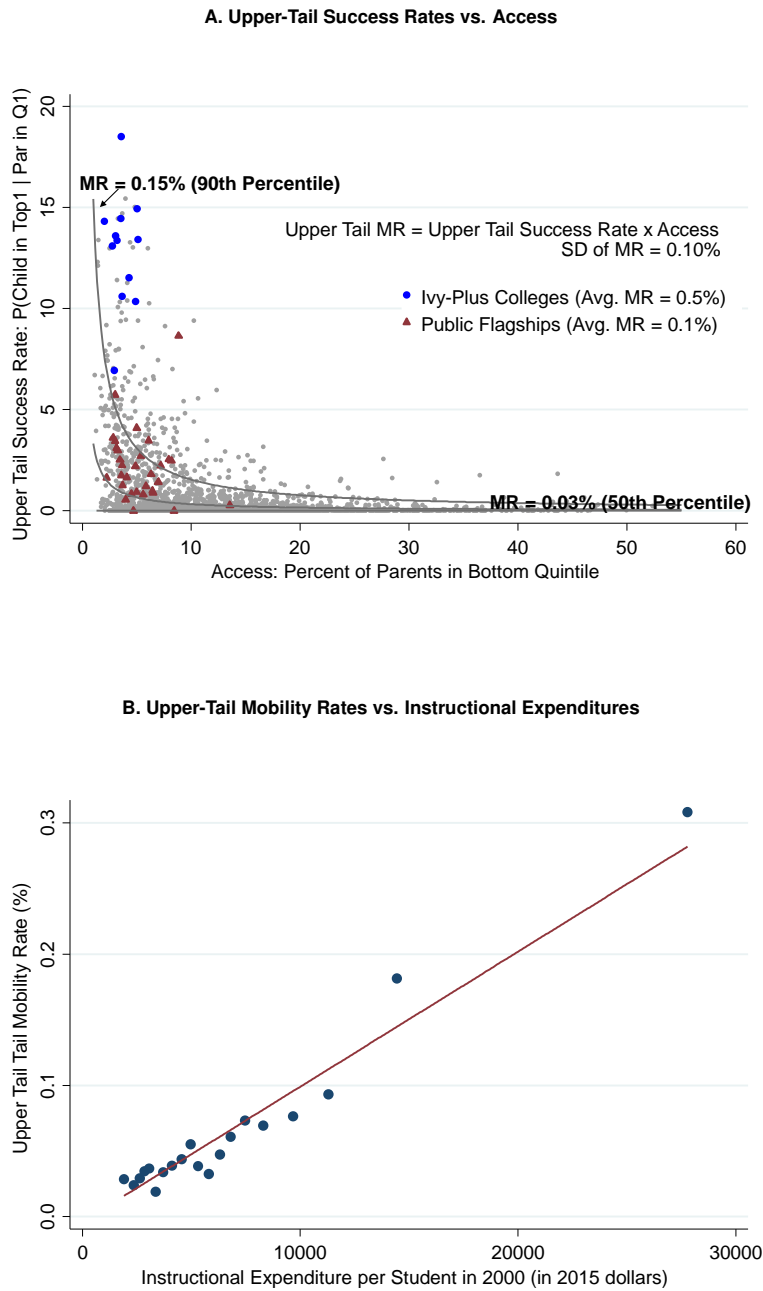 A. Upper-Tail Success Rates vs. Access
Upper Tail Success Rate: P(Child in Top1 | Par in Q1)
20
15
10
5
0
MR = 0.15% (90th Percentile)
Upper Tail MR = Upper Tail Success Rate x Access
SD of MR = 0.10%
Ivy-Plus Colleges (Avg. MR = 0.5%)
Public Flagships (Avg. MR = 0.1%)
MR = 0.03% (50th Percentile)
0 10 20 30 40 50 60
Access: Percent of Parents in Bottom Quintile
B. Upper-Tail Mobility Rates vs. Instructional Expenditures
Upper Tail Tail Mobility Rate (%)
0.3
0.2
0.1
0.0
0 10000 20000 30000
Instructional Expenditure per Student in 2000 (in 2015 dollars)